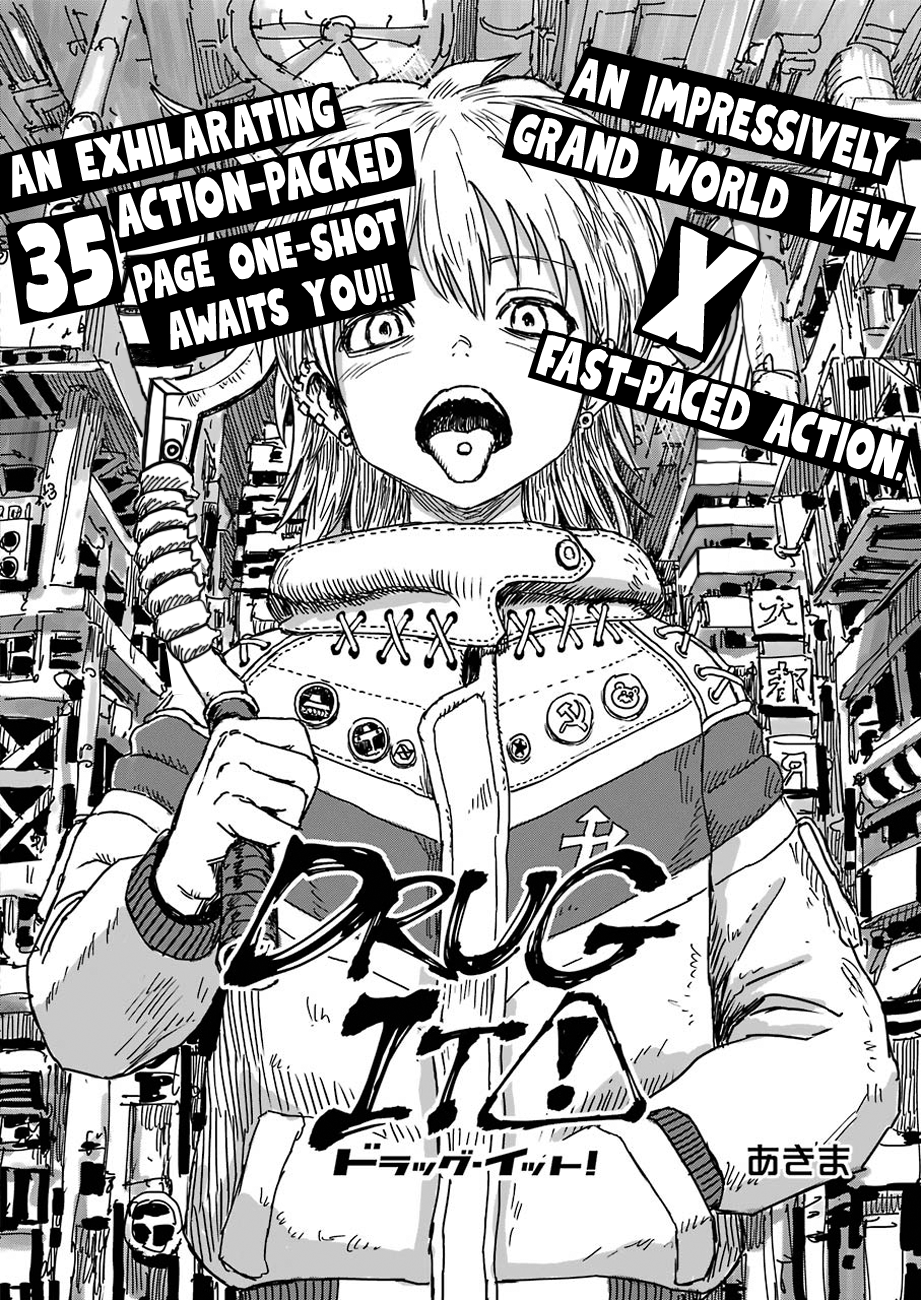 AN EXHILARATING
ACTION-PACKED
35
PAGE ONE-SHOT
AWAITS YOU!!
AN IMPRESSIVELY
GRAND WORLD VIEW
X
FAST-PACED ACTION.
DRUG
IT!
ドラッグ・イット!
あきま